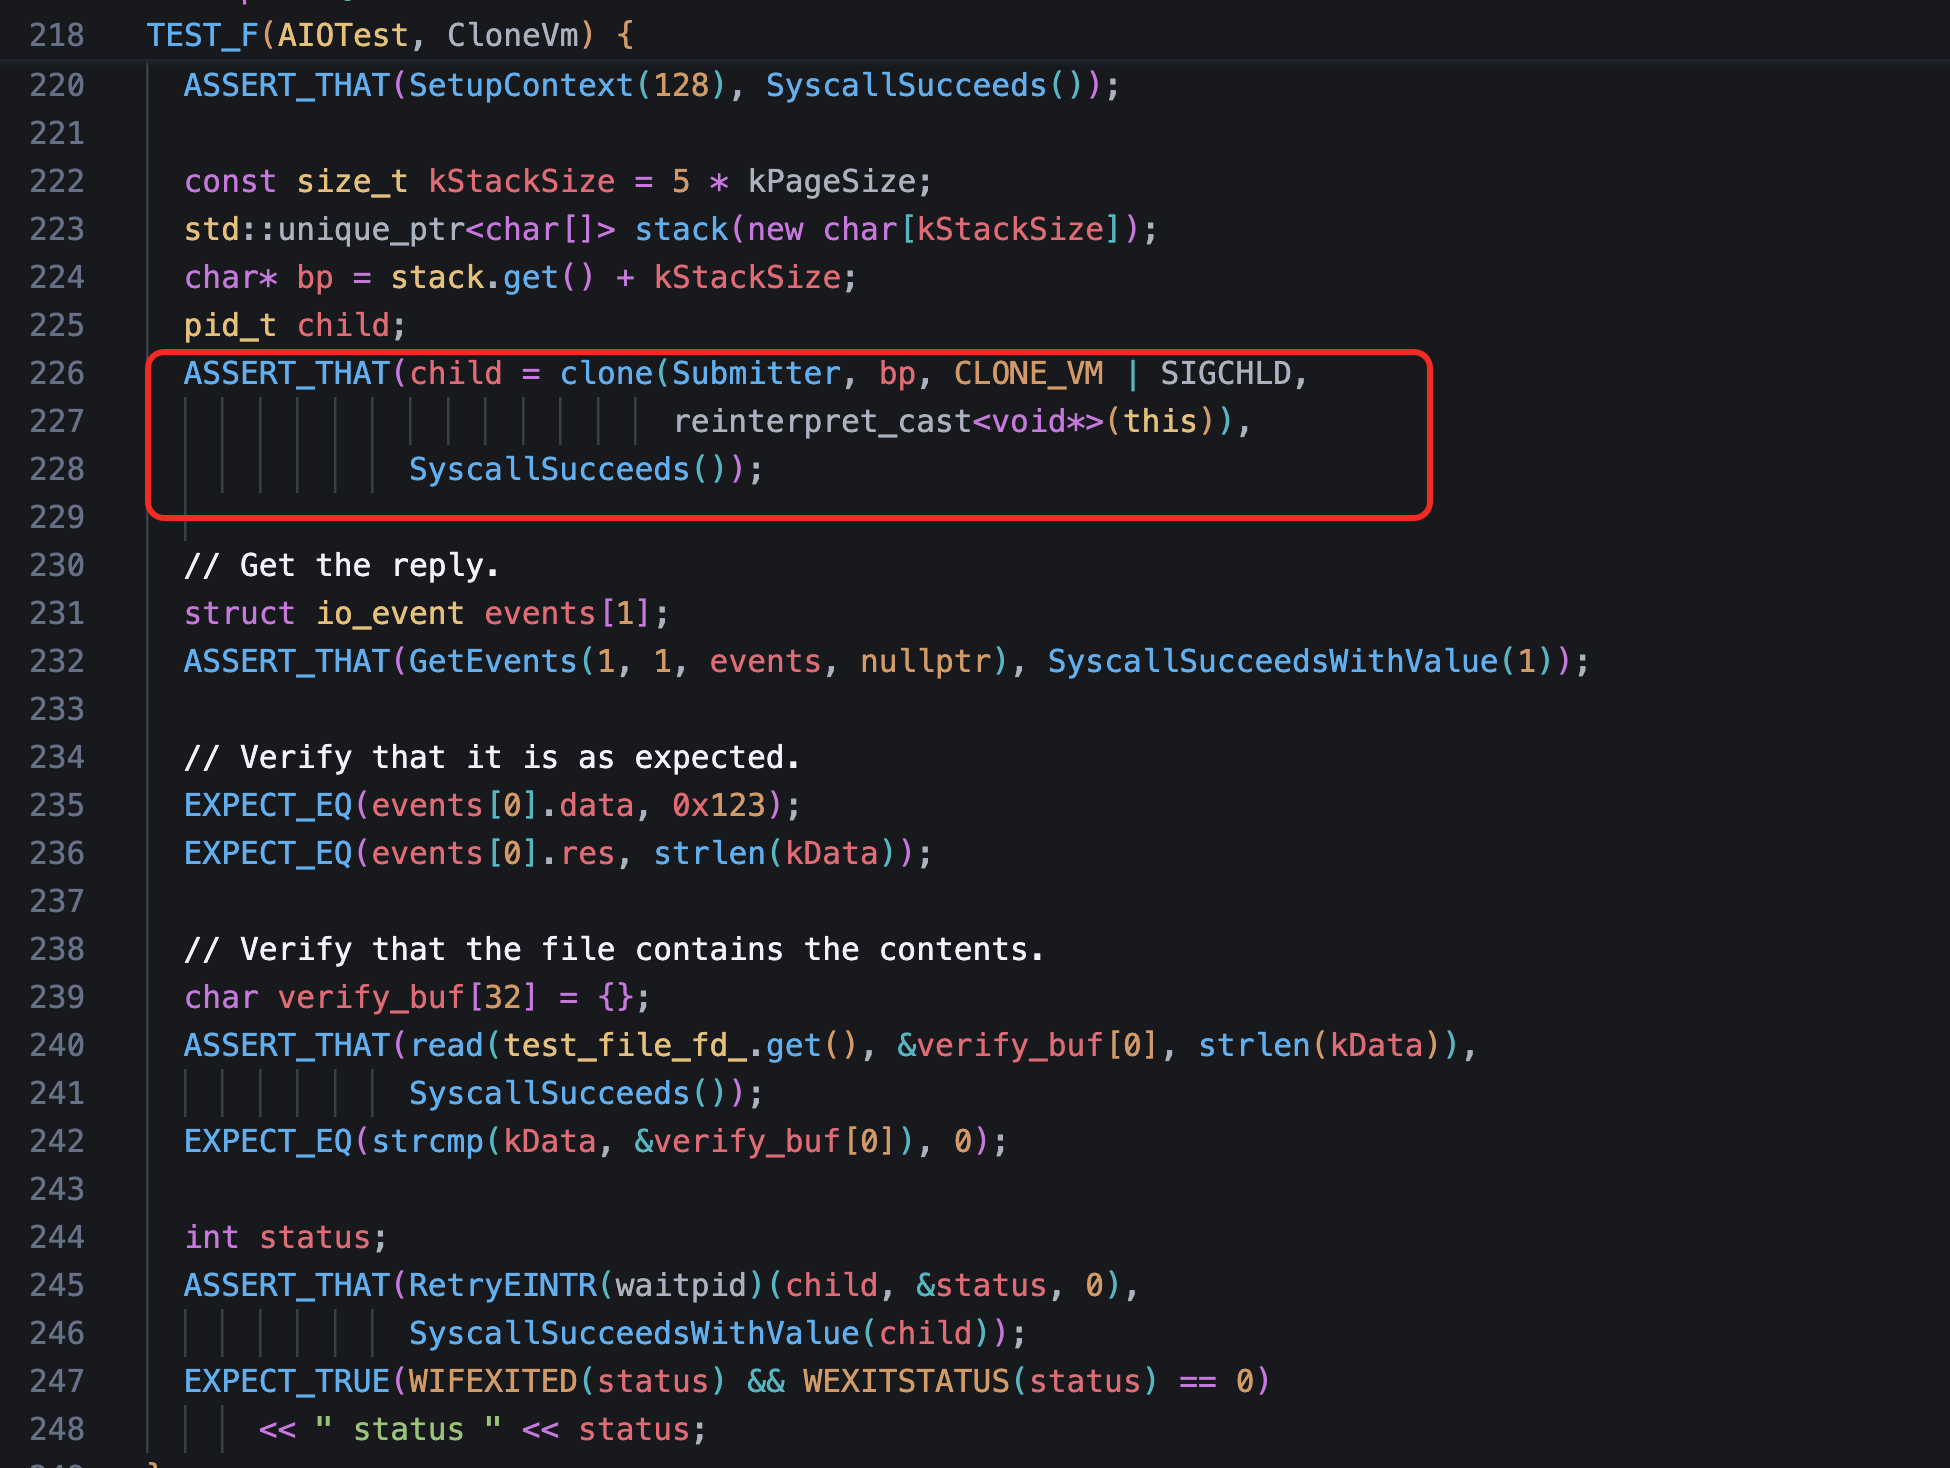 218 TEST_F(AIOTest, CloneVm) {
220 ASSERT_THAT(SetupContext(128), SyscallSucceeds());
221
222 const size_t kStackSize = 5 * kPageSize;
223 std::unique_ptr<char[]> stack(new char[kStackSize]);
224 char* bp = stack.get() + kStackSize;
225 pid_t child;
226 ASSERT_THAT(child = clone(Submitter, bp, CLONE_VM | SIGCHLD,
227 reinterpret_cast<void*>(this)),
228 SyscallSucceeds());
229
230 // Get the reply.
231 struct io_event events[1];
232 ASSERT_THAT(GetEvents(1, 1, events, nullptr), SyscallSucceedsWithValue(1));
233
234 // Verify that it is as expected.
235 EXPECT_EQ(events[0].data, 0x123);
236 EXPECT_EQ(events[0].res, strlen(kData));
237
238 // Verify that the file contains the contents.
239 char verify_buf[32] = {};
240 ASSERT_THAT(read(test_file_fd_.get(), &verify_buf[0], strlen(kData)),
241 SyscallSucceeds());
242 EXPECT_EQ(strcmp(kData, &verify_buf[0]), 0);
243
244 int status;
245 ASSERT_THAT(RetryEINTR(waitpid)(child, &status, 0),
246 SyscallSucceedsWithValue(child));
247 EXPECT_TRUE(WIFEXITED(status) && WEXITSTATUS(status) == 0)
248 << " status " << status;